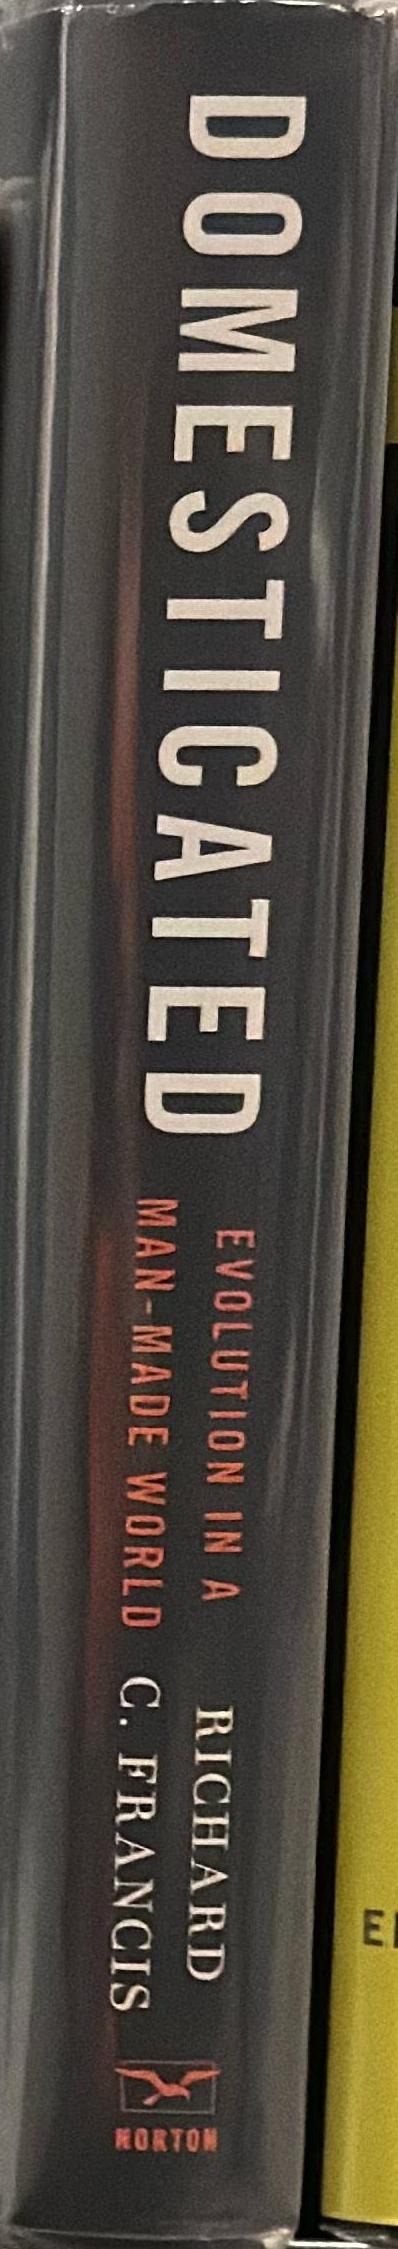 DOMESTICATED
EVOLUTION IN A
MAN-MADE WORLD
RICHARD
C. FRANCIS
NORTON